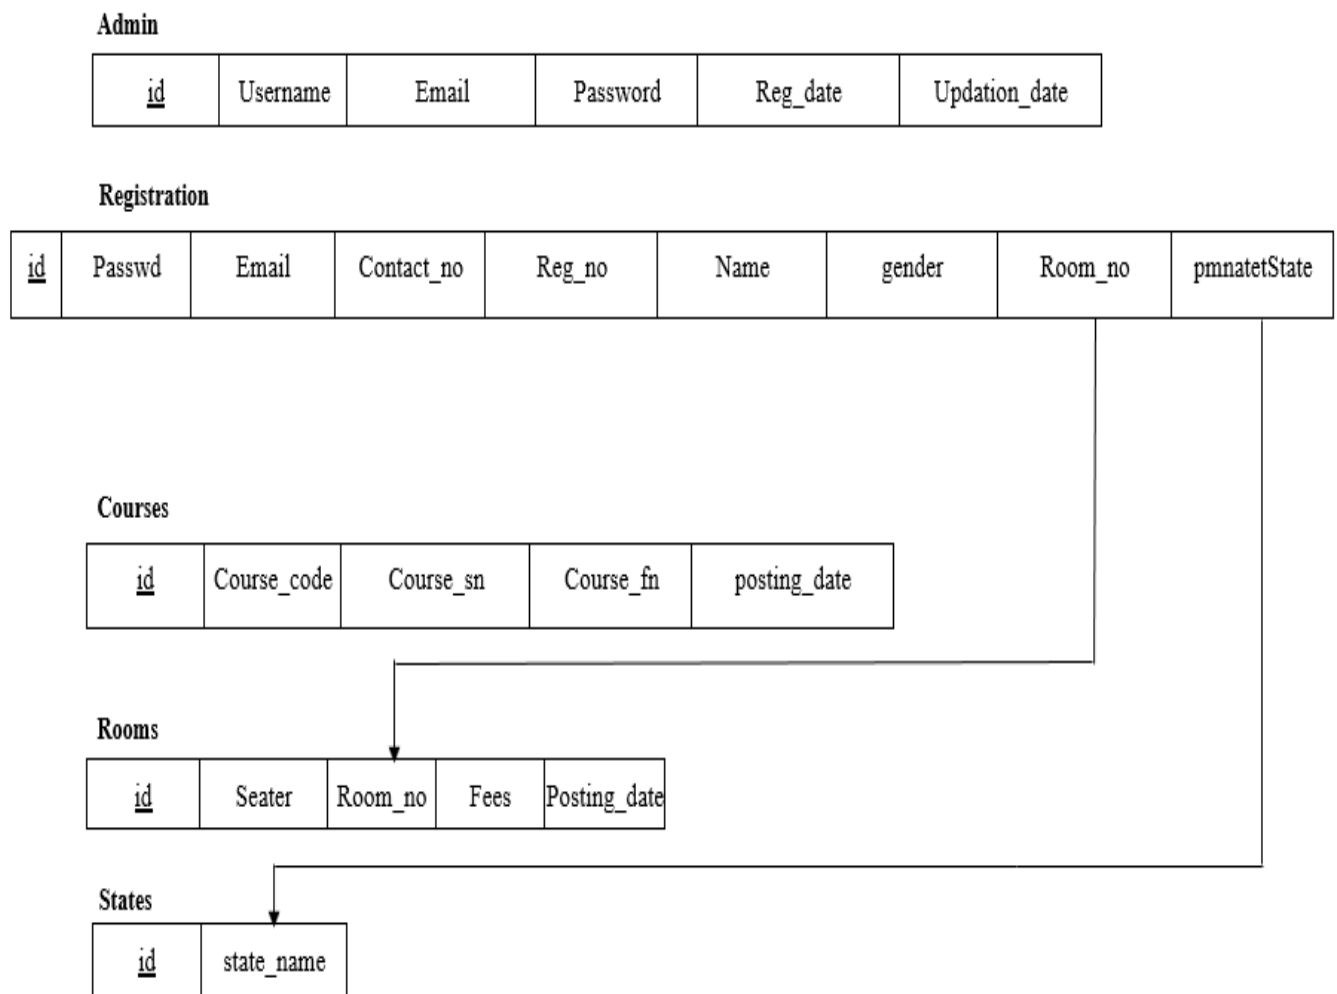 Admin
id Username Email Password Reg_date Updation_date
Registration
id Passwd Email Contact_no Reg_no Name gender Room_no pmnatetState
Courses
id Course_code Course_sn Course_fn posting_date
Rooms
id Seater Room_no Fees Posting_date
States
id state_name